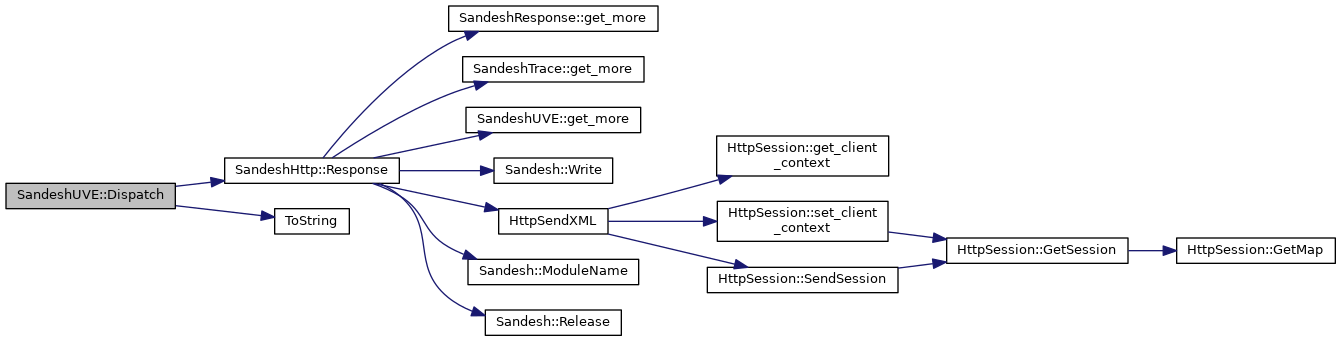 SandeshUVE::Dispatch
SandeshHttp::Response
ToString
SandeshResponse::get_more
SandeshTrace::get_more
SandeshUVE::get_more
Sandesh::Write
HttpSendXML
Sandesh::ModuleName
Sandesh::Release
HttpSession::get_client
_context
HttpSession::set_client
_context
HttpSession::SendSession
HttpSession::GetSession
HttpSession::GetMap